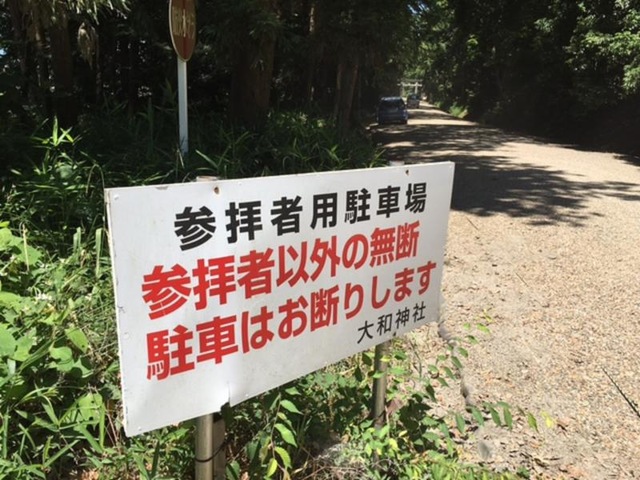 参拝者用駐車場
参拝者以外の無断
駐車はお断りします
大和神社